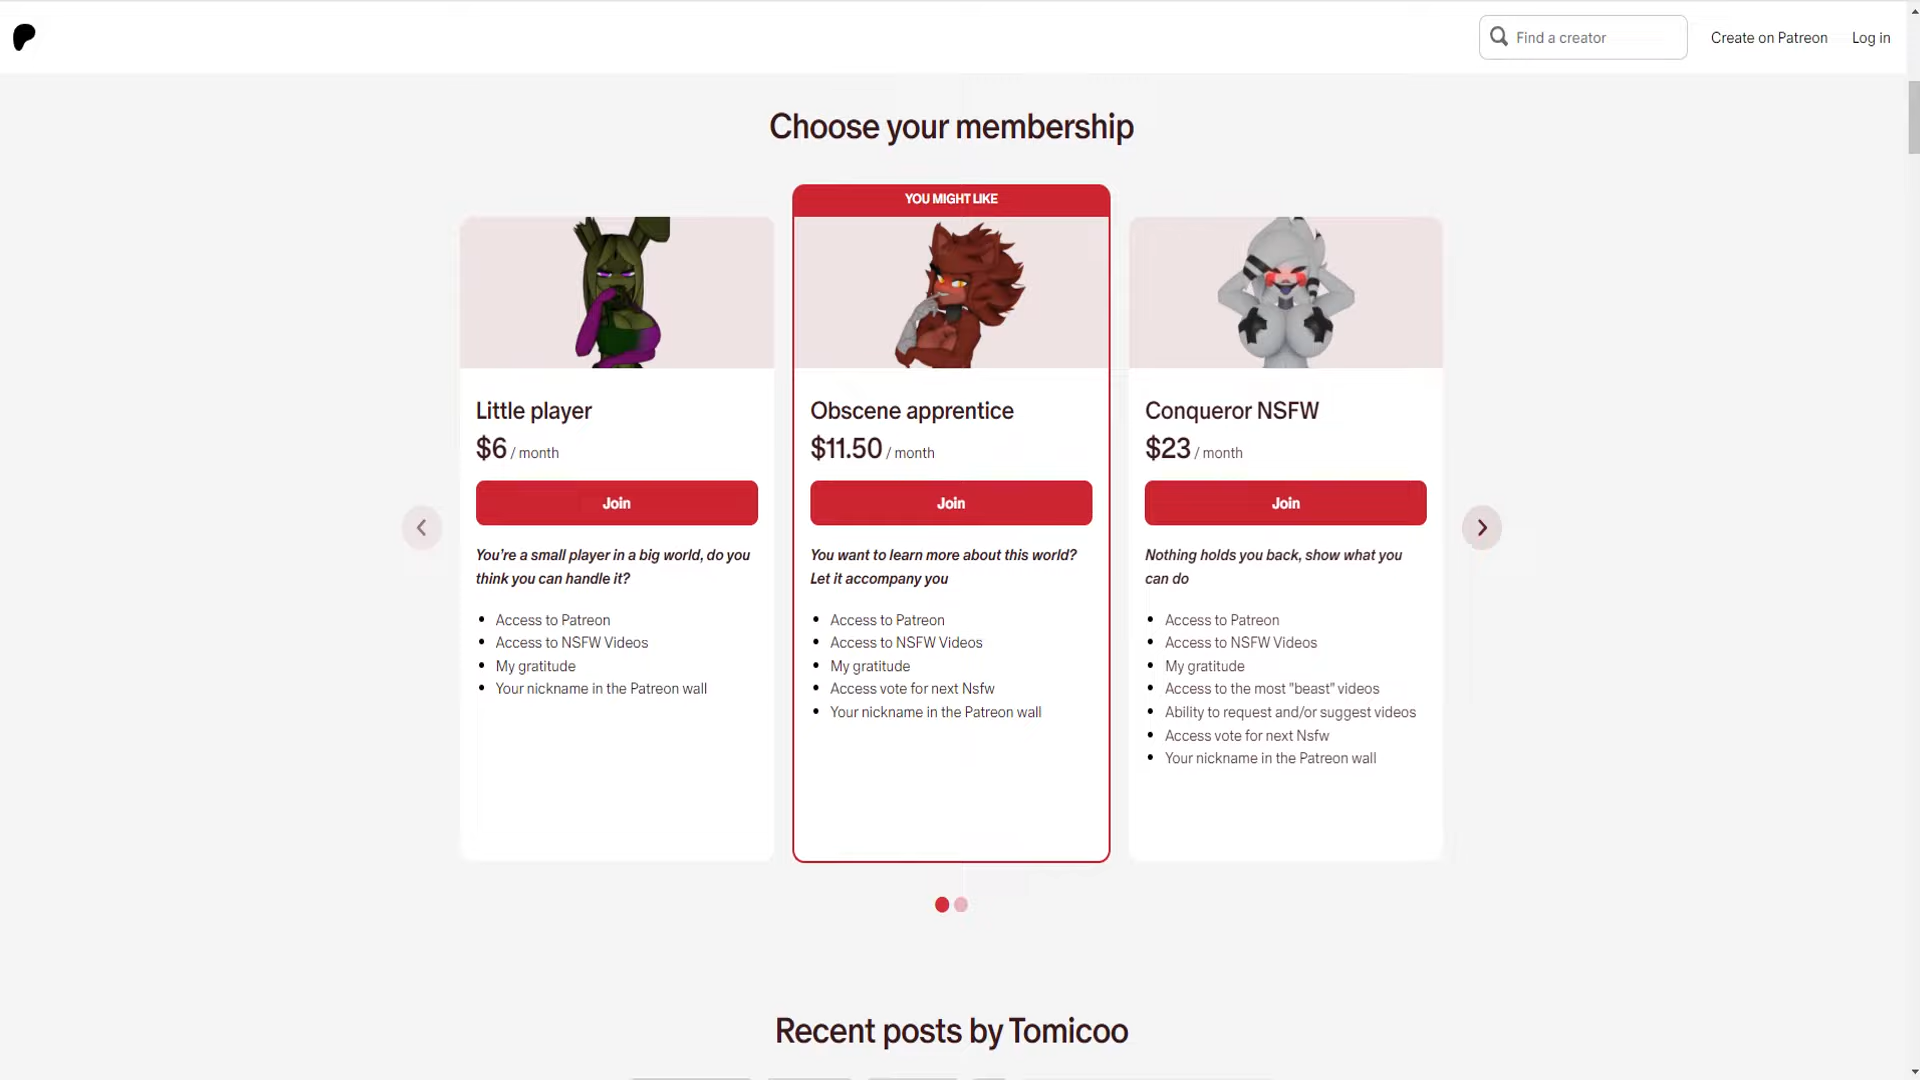 Find a creator
Create on Patreon
Log in
Choose your membership
YOU MIGHT LIKE
Little player
$6 / month
Join
You're a small player in a big world, do you
think you can handle it?
Access to Patreon
Access to NSFW Videos
My gratitude
Your nickname in the Patreon wall
Obscene apprentice
$11.50 / month
Join
You want to learn more about this world?
Let it accompany you
Access to Patreon
Access to NSFW Videos
My gratitude
Access vote for next Nsfw
Your nickname in the Patreon wall
Conqueror NSFW
$23 / month
Join
Nothing holds you back, show what you
can do
Access to Patreon
Access to NSFW Videos
My gratitude
Access to the most "beast" videos
Ability to request and/or suggest videos
Access vote for next Nsfw
Your nickname in the Patreon wall
Recent posts by Tomicoo